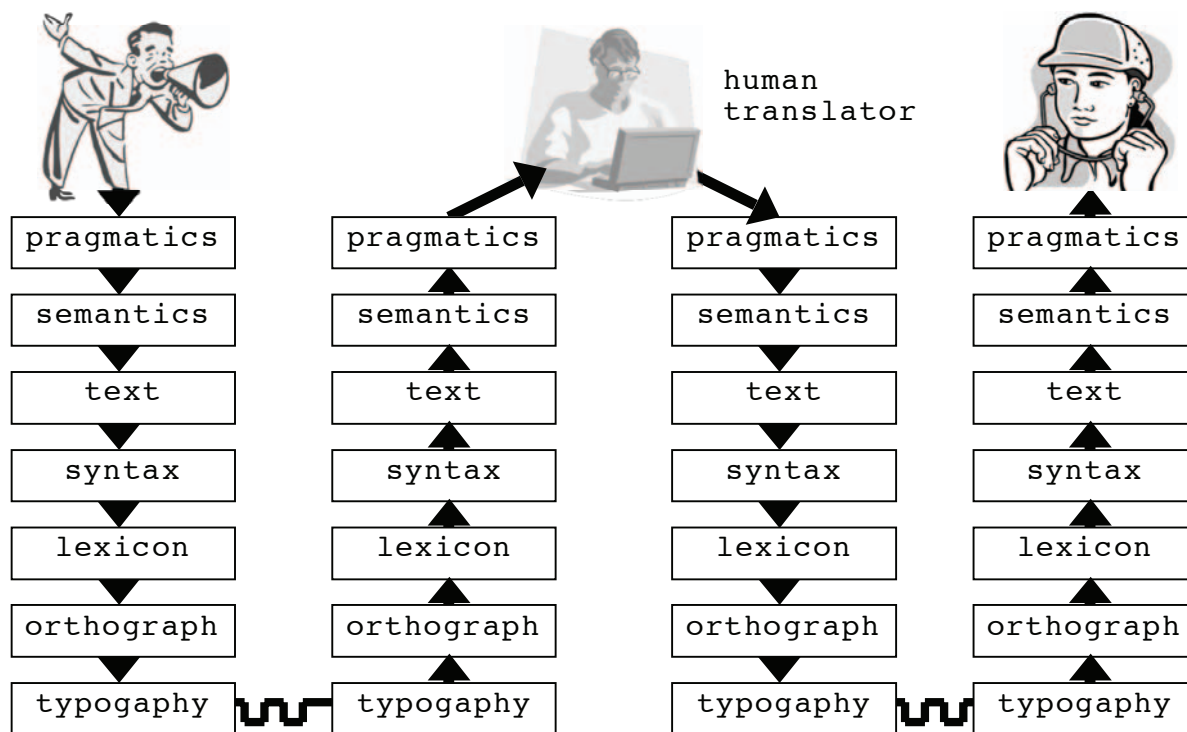 human
translator
pragmatics pragmatics pragmatics pragmatics
semantics semantics semantics semantics
text text text text
syntax syntax syntax syntax
lexicon lexicon lexicon lexicon
orthograph orthograph orthograph orthograph
typogaphy typogaphy typogaphy typogaphy